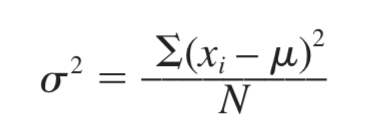 σ² = Σ(xᵢ − μ)² / N